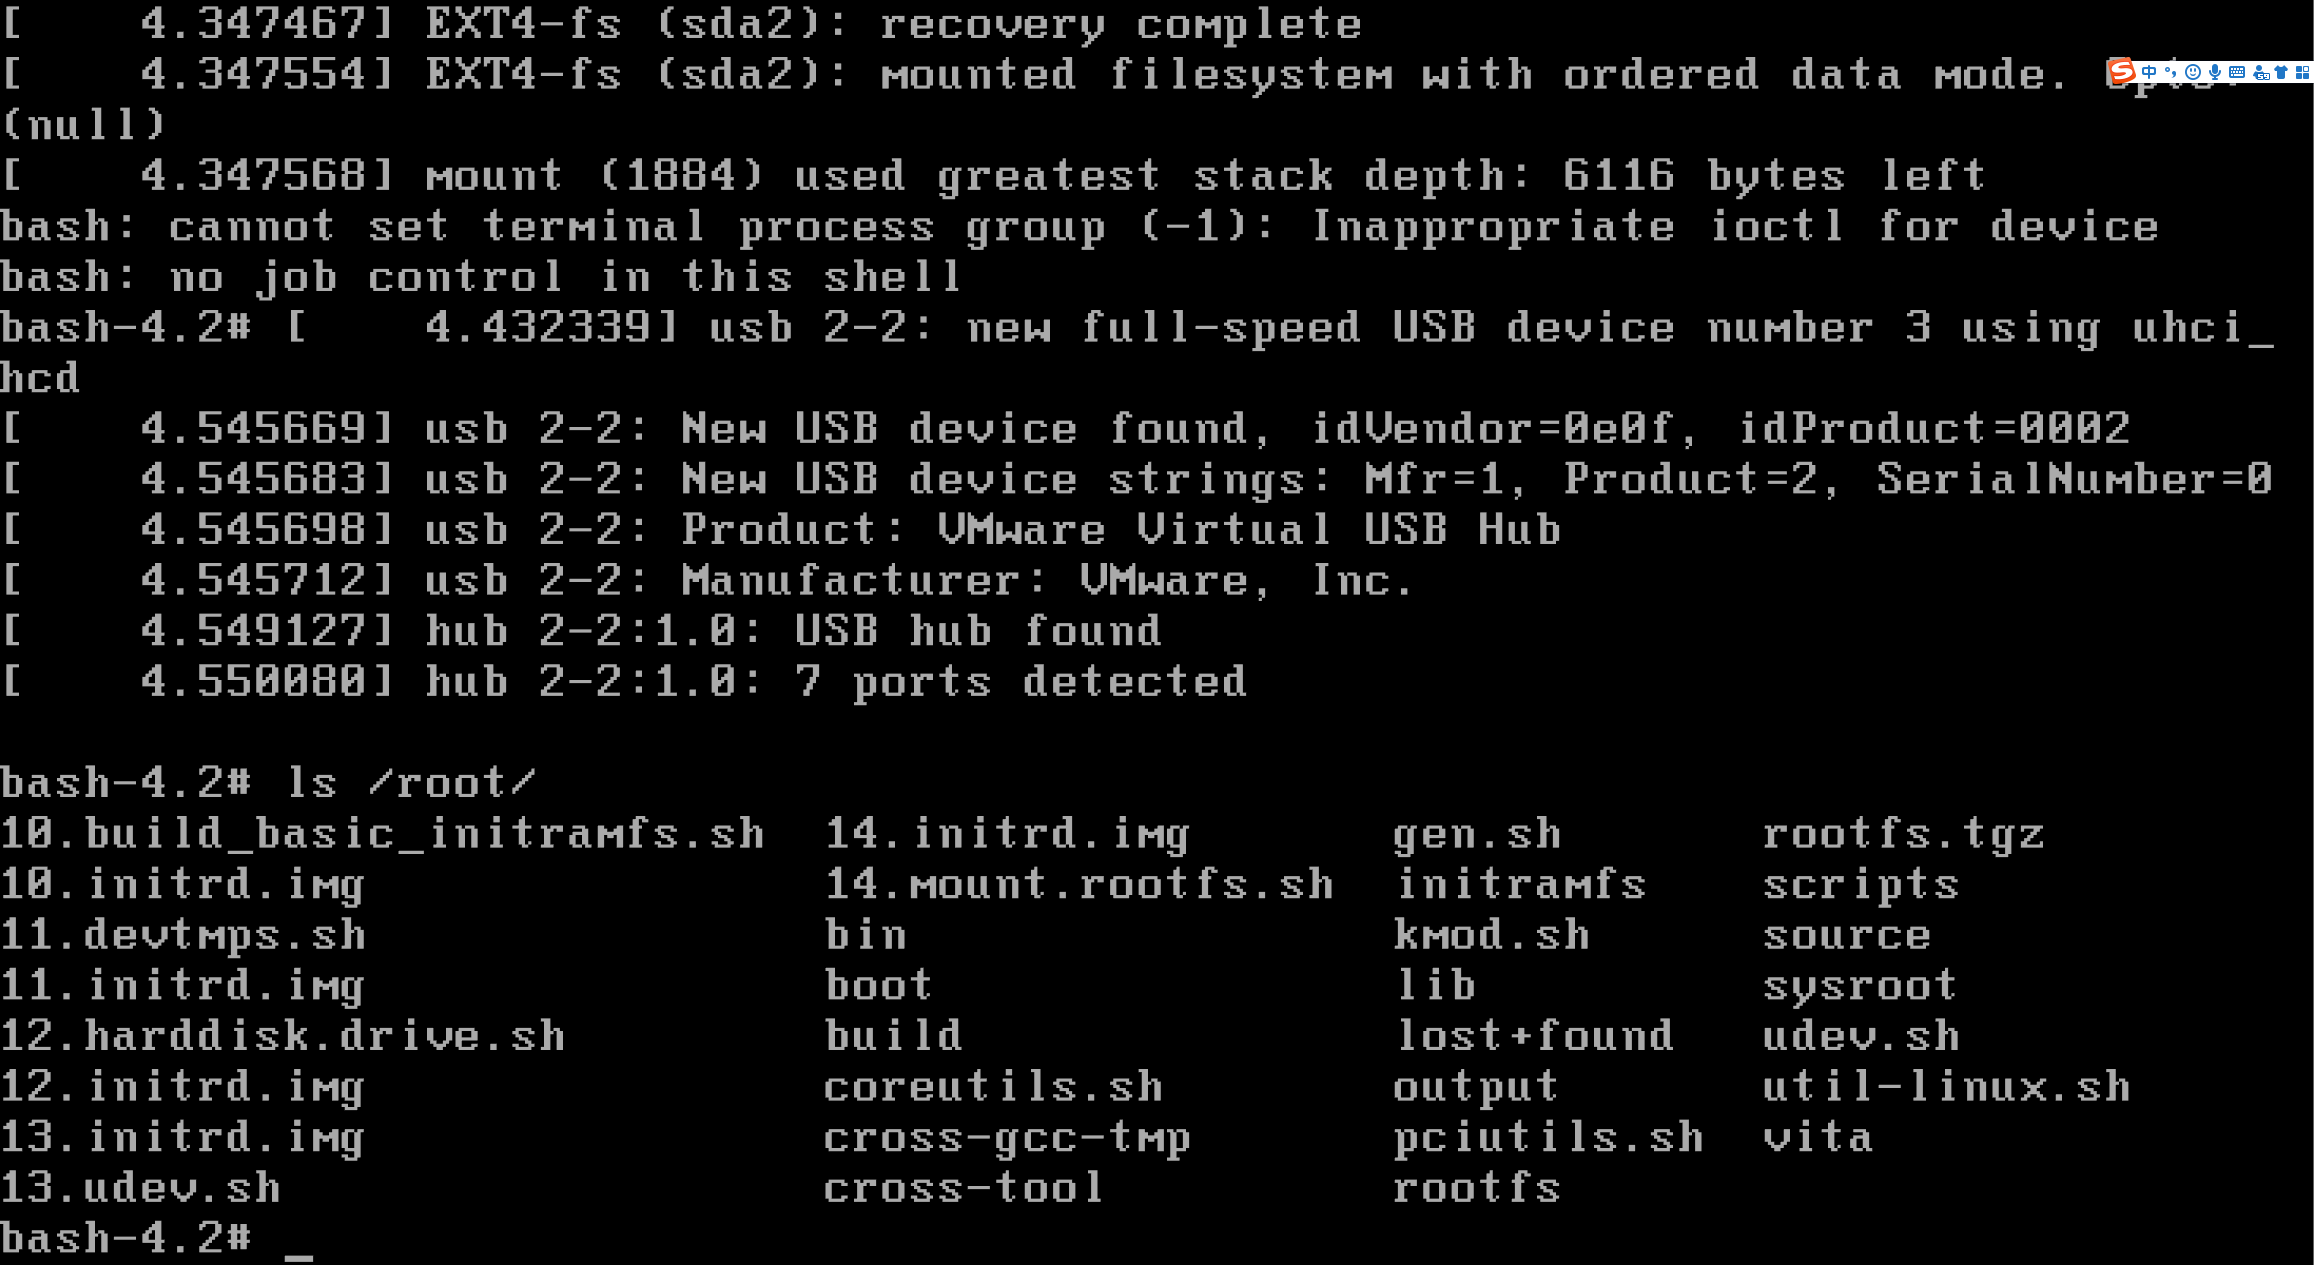 [    4.347467] EXT4-fs (sda2): recovery complete
[    4.347554] EXT4-fs (sda2): mounted filesystem with ordered data mode.
中
(null)
[    4.347568] mount (1884) used greatest stack depth: 6116 bytes left
bash: cannot set terminal process group (-1): Inappropriate ioctl for device
bash: no job control in this shell
bash-4.2# [    4.432339] usb 2-2: new full-speed USB device number 3 using uhci_
hcd
[    4.545669] usb 2-2: New USB device found, idVendor=0e0f, idProduct=0002
[    4.545683] usb 2-2: New USB device strings: Mfr=1, Product=2, SerialNumber=0
[    4.545698] usb 2-2: Product: VMware Virtual USB Hub
[    4.545712] usb 2-2: Manufacturer: VMware, Inc.
[    4.549127] hub 2-2:1.0: USB hub found
[    4.550080] hub 2-2:1.0: 7 ports detected
bash-4.2# ls /root/
10.build_basic_initramfs.sh  14.initrd.img       gen.sh       rootfs.tgz
10.initrd.img                14.mount.rootfs.sh  initramfs    scripts
11.devtmps.sh                bin                 kmod.sh      source
11.initrd.img                boot                lib          sysroot
12.harddisk.drive.sh         build               lost+found   udev.sh
12.initrd.img                coreutils.sh        output       util-linux.sh
13.initrd.img                cross-gcc-tmp       pciutils.sh  vita
13.udev.sh                   cross-tool          rootfs
bash-4.2# _